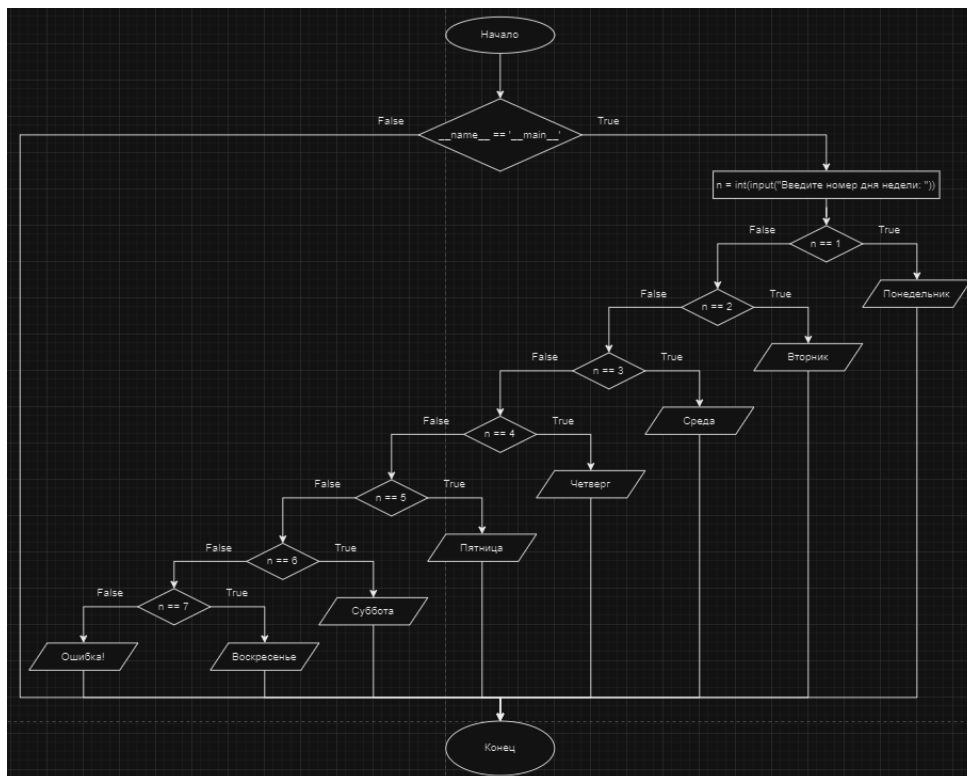 Начало
False
True
__name__ == '__main__'
n = int(input("Введите номер дня недели: "))
False
True
n == 1
False
True
Понедельник
n == 2
False
True
Вторник
n == 3
False
True
Среда
n == 4
False
True
Четверг
n == 5
False
True
Пятница
n == 6
False
True
Суббота
n == 7
Ошибка!
Воскресенье
Конец